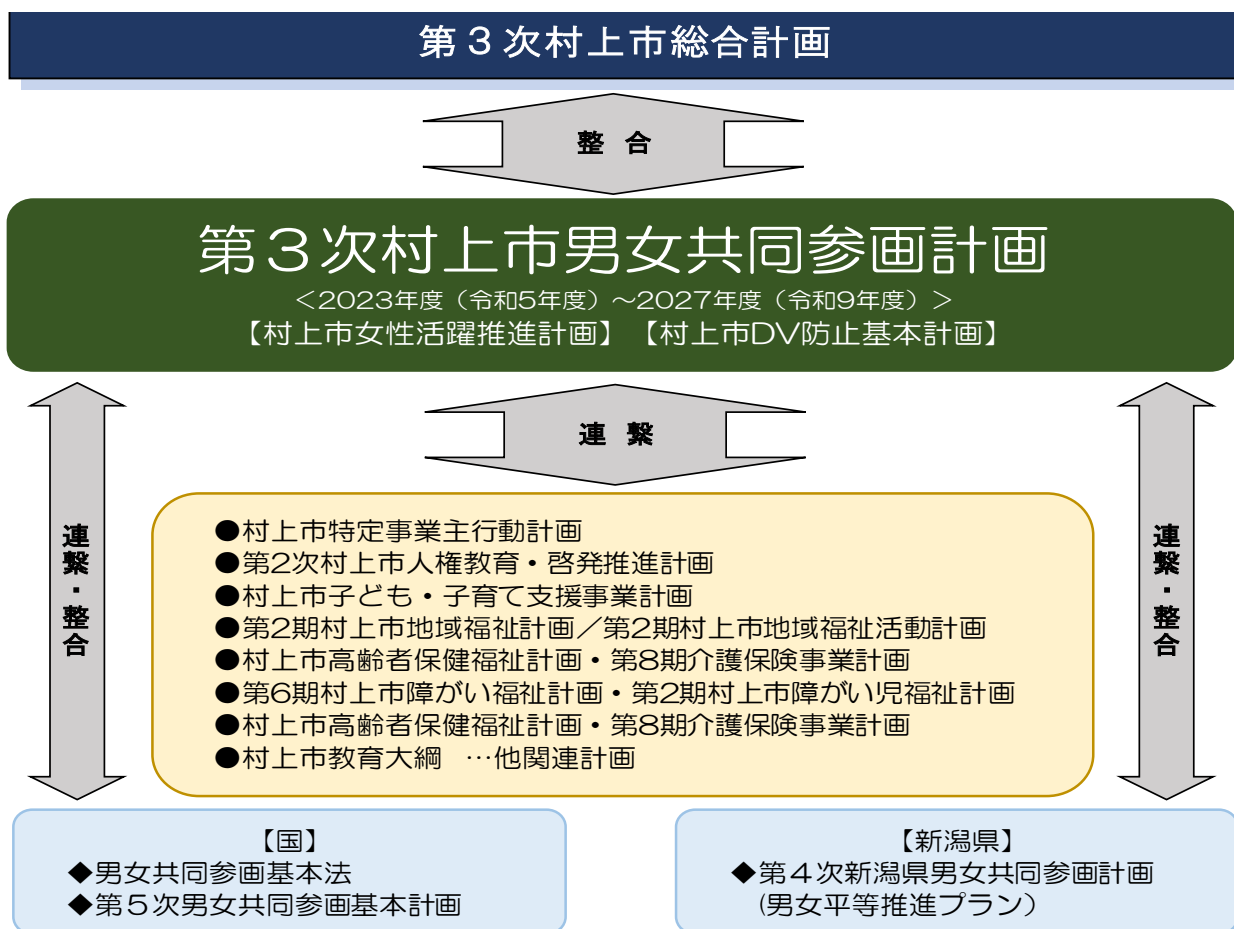 第３次村上市総合計画
整 合
第３次村上市男女共同参画計画
＜2023年度（令和5年度）～2027年度（令和9年度）＞
【村上市女性活躍推進計画】【村上市DV防止基本計画】
連 繋
連繋・整合
●村上市特定事業主行動計画
●第2次村上市人権教育・啓発推進計画
●村上市子ども・子育て支援事業計画
●第2期村上市地域福祉計画／第2期村上市地域福祉活動計画
●村上市高齢者保健福祉計画・第8期介護保険事業計画
●第6期村上市障がい福祉計画・第2期村上市障がい児福祉計画
●村上市高齢者保健福祉計画・第8期介護保険事業計画
●村上市教育大綱　…他関連計画
連繋・整合
【国】
◆男女共同参画基本法
◆第５次男女共同参画基本計画
【新潟県】
◆第４次新潟県男女共同参画計画
(男女平等推進プラン）